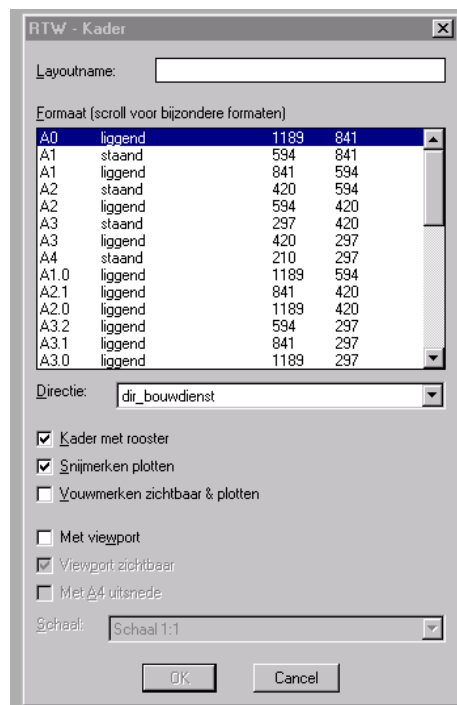 RTW - Kader
Layoutname:
Formaat (scroll voor bijzondere formaten)
A0 liggend 1189 841
A1 staand 594 841
A1 liggend 841 594
A2 staand 420 594
A2 liggend 594 420
A3 staand 297 420
A3 liggend 420 297
A4 staand 210 297
A1.0 liggend 1189 594
A2.1 liggend 841 420
A2.0 liggend 1189 420
A3.2 liggend 594 297
A3.1 liggend 841 297
A3.0 liggend 1189 297
Directie: dir_bouwdienst
Kader met rooster
Snijmerken plotten
Vouwmerken zichtbaar & plotten
Met viewport
Viewport zichtbaar
Met A4 uitsnede
Schaal: Schaal 1:1
OK Cancel